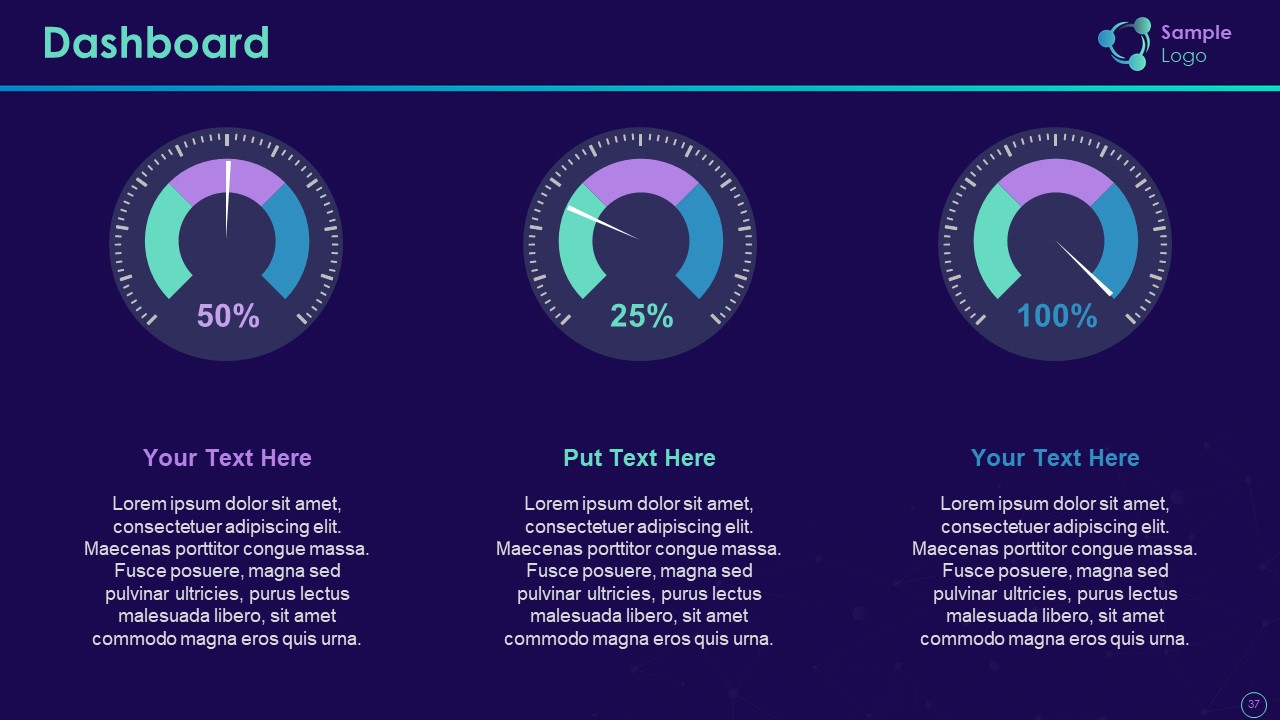 Dashboard
Sample
Logo
50%
25%
100%
Your Text Here
Lorem ipsum dolor sit amet,
consectetuer adipiscing elit.
Maecenas porttitor congue massa.
Fusce posuere, magna sed
pulvinar ultricies, purus lectus
malesuada libero, sit amet
commodo magna eros quis urna.
Put Text Here
Lorem ipsum dolor sit amet,
consectetuer adipiscing elit.
Maecenas porttitor congue massa.
Fusce posuere, magna sed
pulvinar ultricies, purus lectus
malesuada libero, sit amet
commodo magna eros quis urna.
Your Text Here
Lorem ipsum dolor sit amet,
consectetuer adipiscing elit.
Maecenas porttitor congue massa.
Fusce posuere, magna sed
pulvinar ultricies, purus lectus
malesuada libero, sit amet
commodo magna eros quis urna.
37